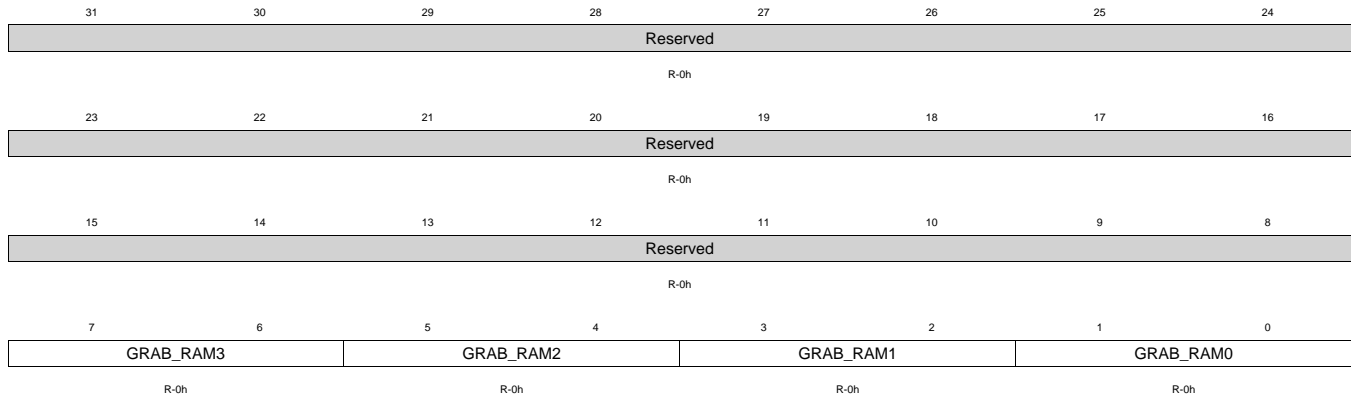 31 30 29 28 27 26 25 24
Reserved
R-0h
23 22 21 20 19 18 17 16
Reserved
R-0h
15 14 13 12 11 10 9 8
Reserved
R-0h
7 6 5 4 3 2 1 0
GRAB_RAM3 GRAB_RAM2 GRAB_RAM1 GRAB_RAM0
R-0h R-0h R-0h R-0h